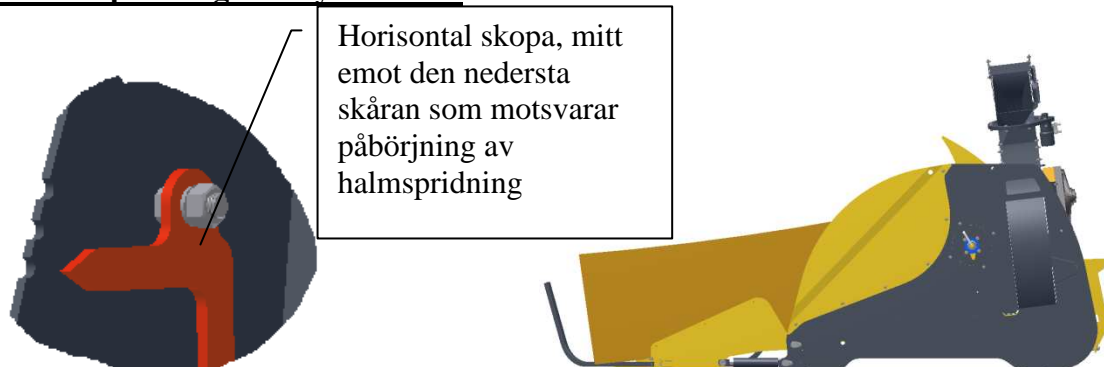 Horisontal skopa, mitt
emot den nedersta
skåran som motsvarar
påbörjning av
halmspridning